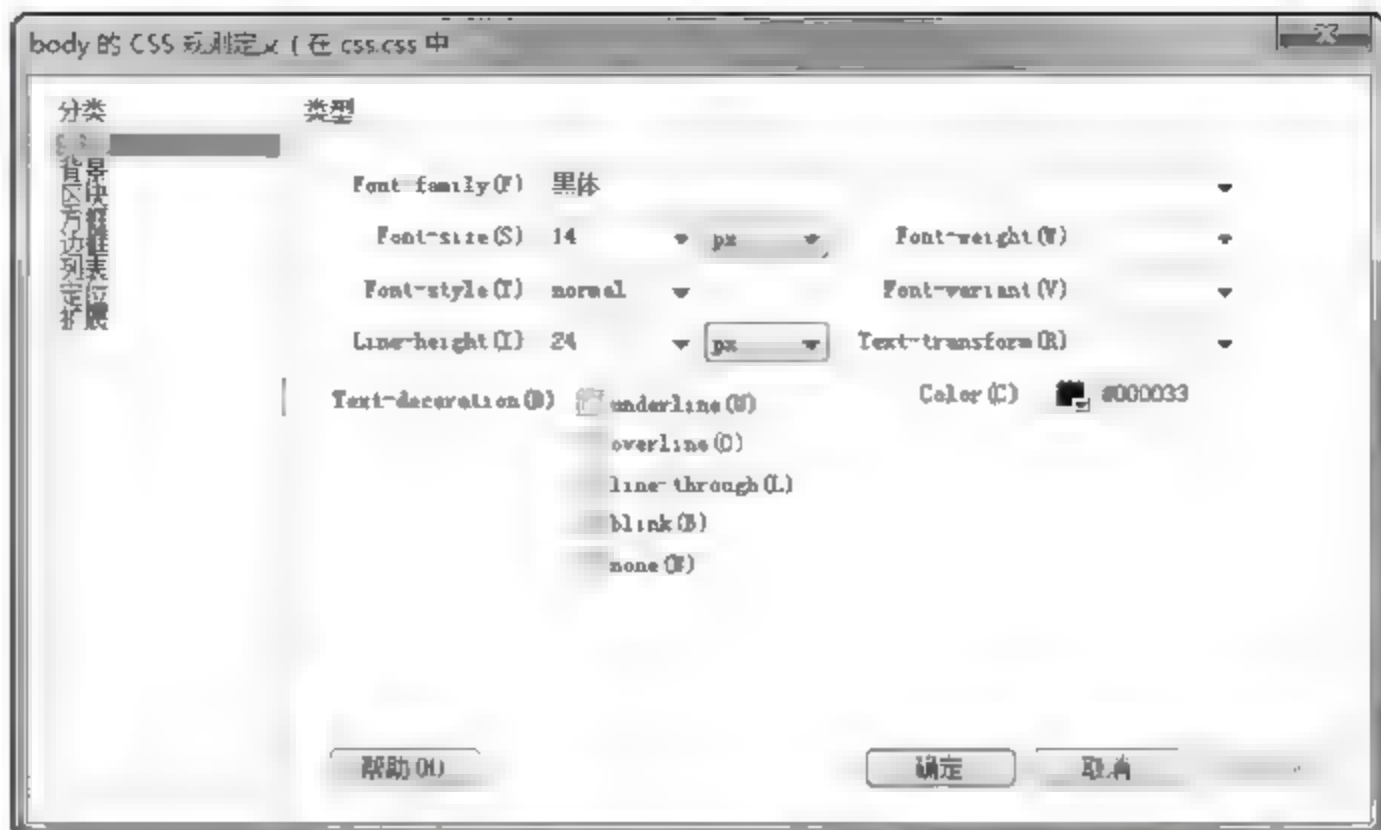 body 的 CSS 规则定义 ( 在 css.css 中
分类
类型
背景
区块
方框
边框
列表
定位
扩展
Font-family(F) 黑体
Font-size(S) 14 px Font-weight(W)
Font-style(T) normal Font-variant(V)
Line-height(I) 24 px Text-transform(R)
Text-decoration(D) underline(U) Color(C) #000033
overline(O)
line-through(L)
blink(B)
none(N)
帮助(H) 确定 取消